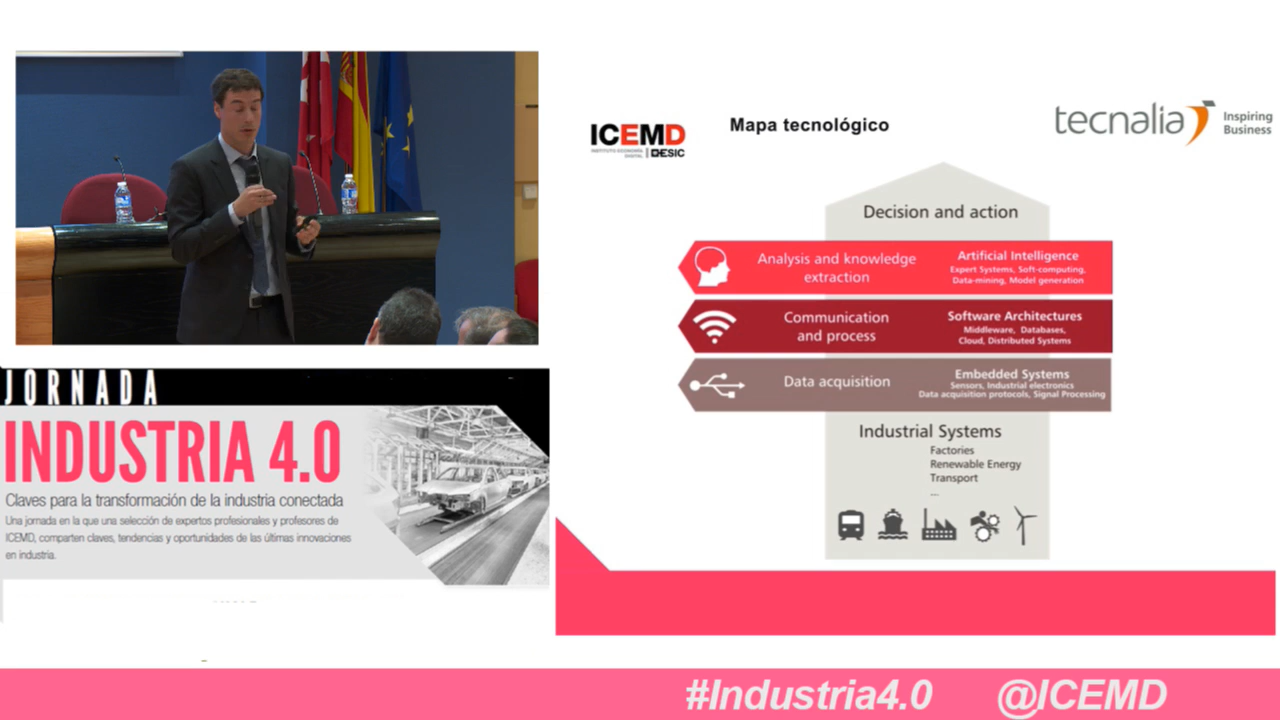 JORNADA
INDUSTRIA 4.0
Claves para la transformación de la industria conectada
Una jornada en la que una selección de expertos profesionales y profesores de
ICEMD, comparten claves, tendencias y oportunidades de las últimas innovaciones
en industria.
ICEMD
INSTITUTO ECONOMÍA
DIGITAL
ESIC
Mapa tecnológico
tecnalia
Inspiring
Business
Decision and action
Analysis and knowledge
extraction
Artificial Intelligence
Expert Systems, Soft-computing,
Data-mining, Model generation
Communication
and process
Software Architectures
Middleware, Databases,
Cloud, Distributed Systems
Data acquisition
Embedded Systems
Sensors, Industrial electronics
Data acquisition protocols, Signal Processing
Industrial Systems
Factories
Renewable Energy
Transport
...
#Industria4.0 @ICEMD